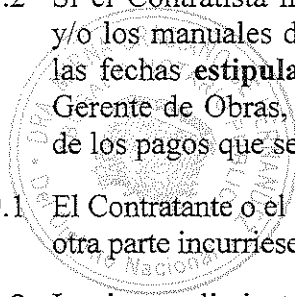 .2 Si el Contratista n
y/o los manuales d
las fechas estipula
Gerente de Obras,
de los pagos que se
.1 El Contratante o el
otra parte incurriese
Nacional